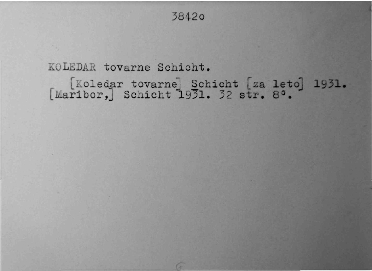 38420
KOLEDAR tovarne Schicht.
[Koledar tovarne] Schicht [za leto] 1931.
[Maribor,] Schicht 1931. 32 str. 8°.